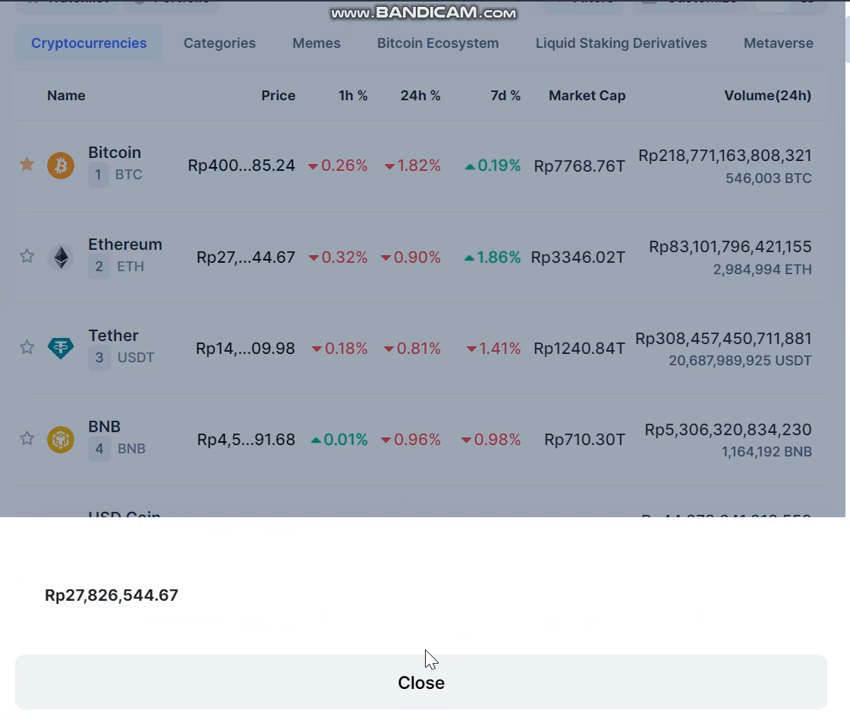 www.BANDICAM.com
Cryptocurrencies Categories Memes Bitcoin Ecosystem Liquid Staking Derivatives Metaverse
Name Price 1h % 24h % 7d % Market Cap Volume(24h)
Bitcoin
1 BTC
Rp400...85.24 0.26% 1.82% 0.19% Rp7768.76T
Rp218,771,163,808,321
546,003 BTC
Ethereum
2 ETH
Rp27,...44.67 0.32% 0.90% 1.86% Rp3346.02T
Rp83,101,796,421,155
2,984,994 ETH
Tether
3 USDT
Rp14,...09.98 0.18% 0.81% 1.41% Rp1240.84T
Rp308,457,450,711,881
20,687,989,925 USDT
BNB
4 BNB
Rp4,5...91.68 0.01% 0.96% 0.98% Rp710.30T
Rp5,306,320,834,230
1,164,192 BNB
USD Coin
Rp27,826,544.67
Close